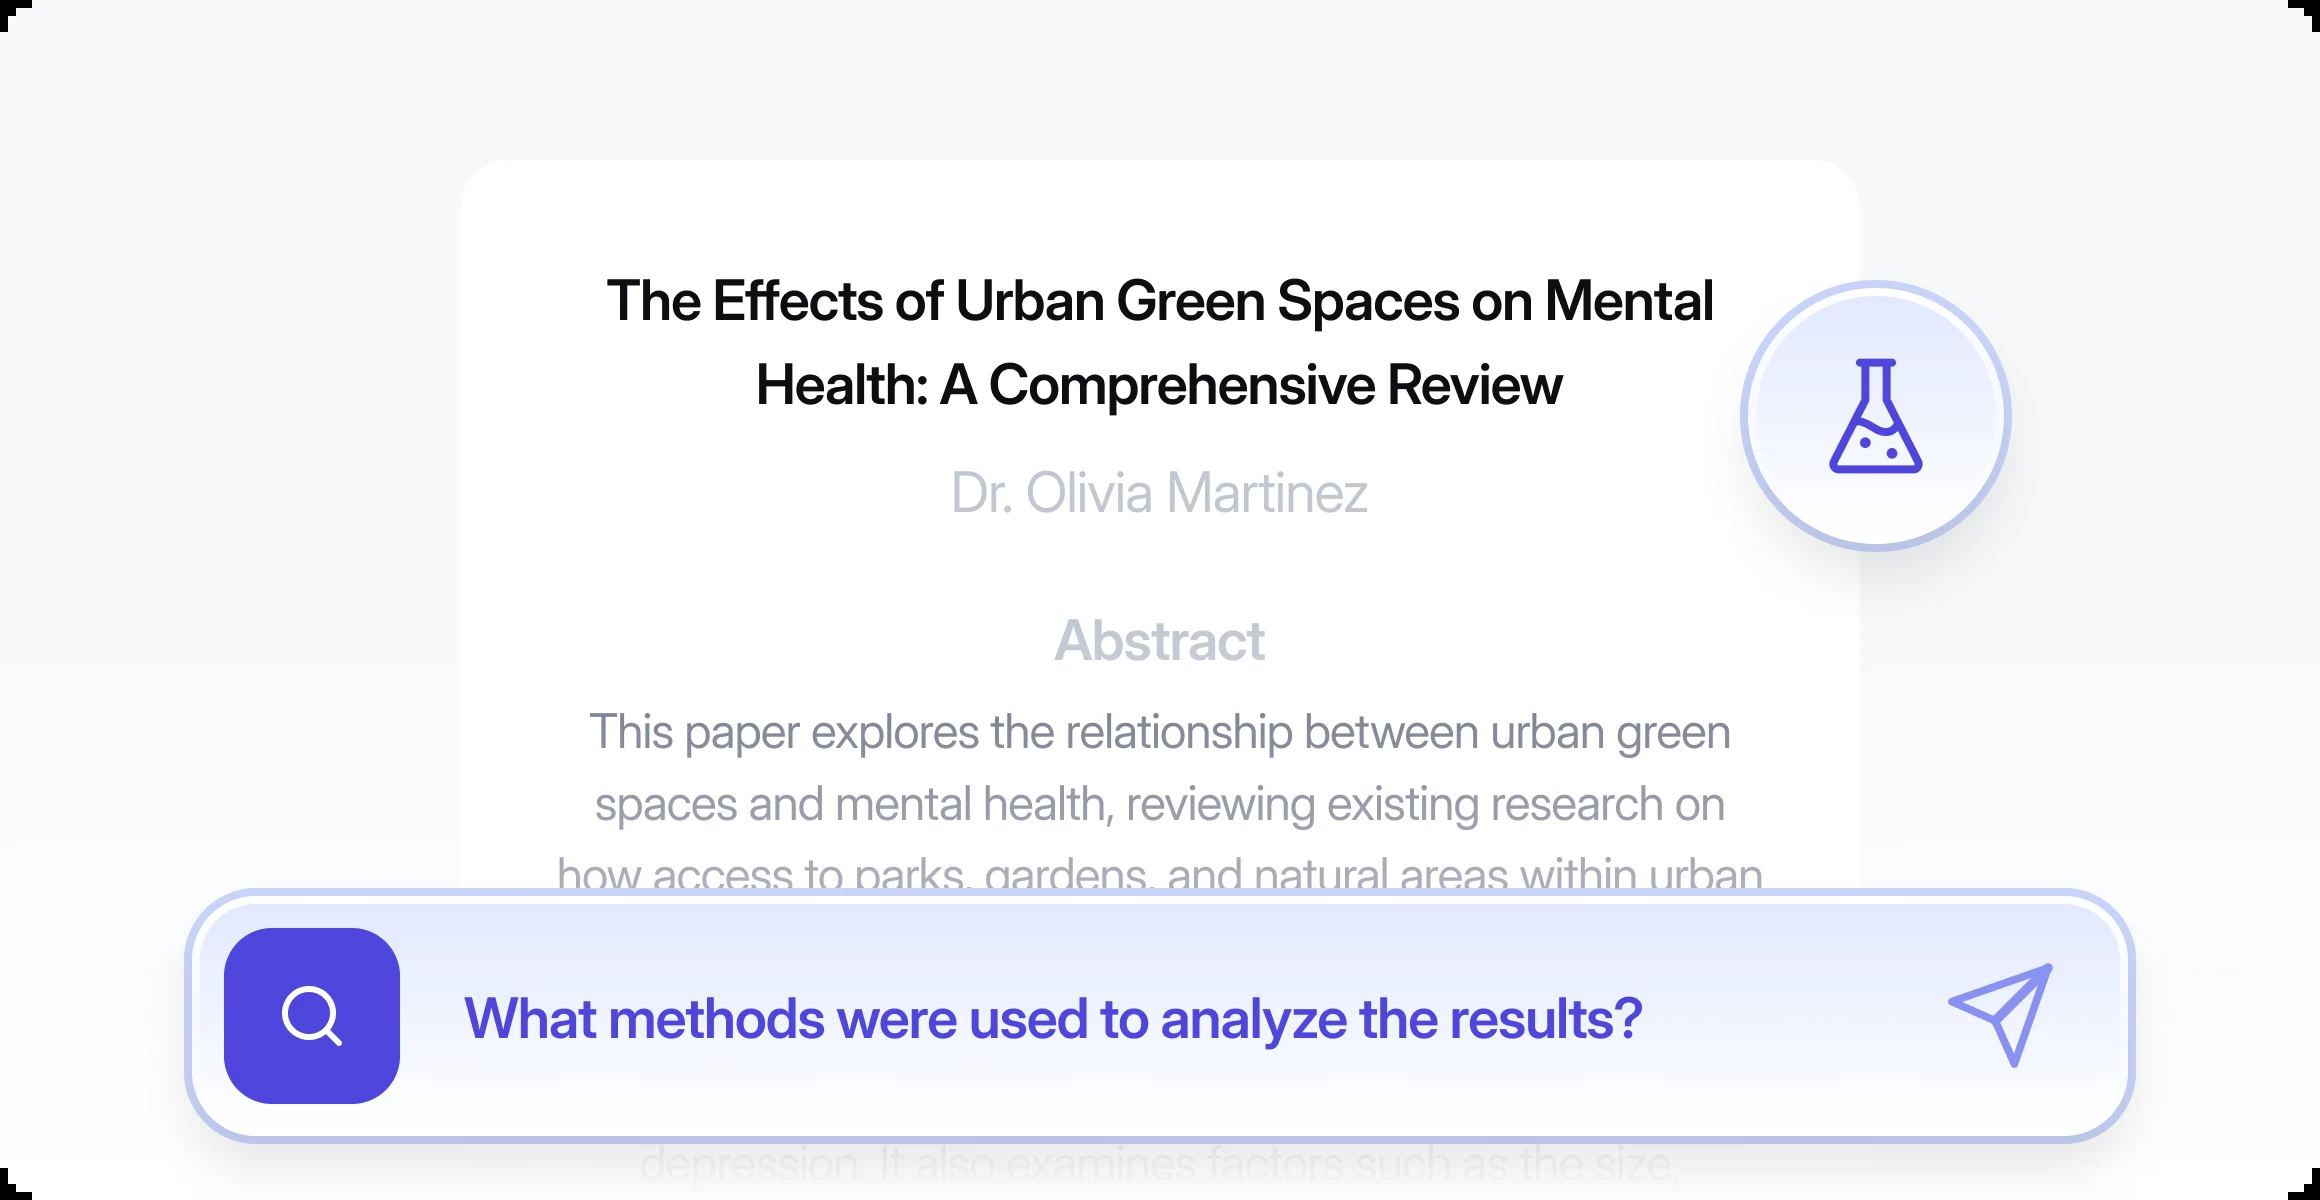 The Effects of Urban Green Spaces on Mental
Health: A Comprehensive Review
Dr. Olivia Martinez
Abstract
This paper explores the relationship between urban green
spaces and mental health, reviewing existing research on
how access to parks, gardens, and natural areas within urban
What methods were used to analyze the results?
depression. It also examines factors such as the size,